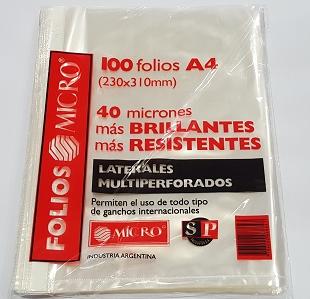 FOLIOS MICRO®
100 folios A4
(230x310mm)
40 micrones
más BRILLANTES
más RESISTENTES
LATERALES
MULTIPERFORADOS
Permiten el uso de todo tipo
de ganchos internacionales
MICRO
SP
INDUSTRIA ARGENTINA